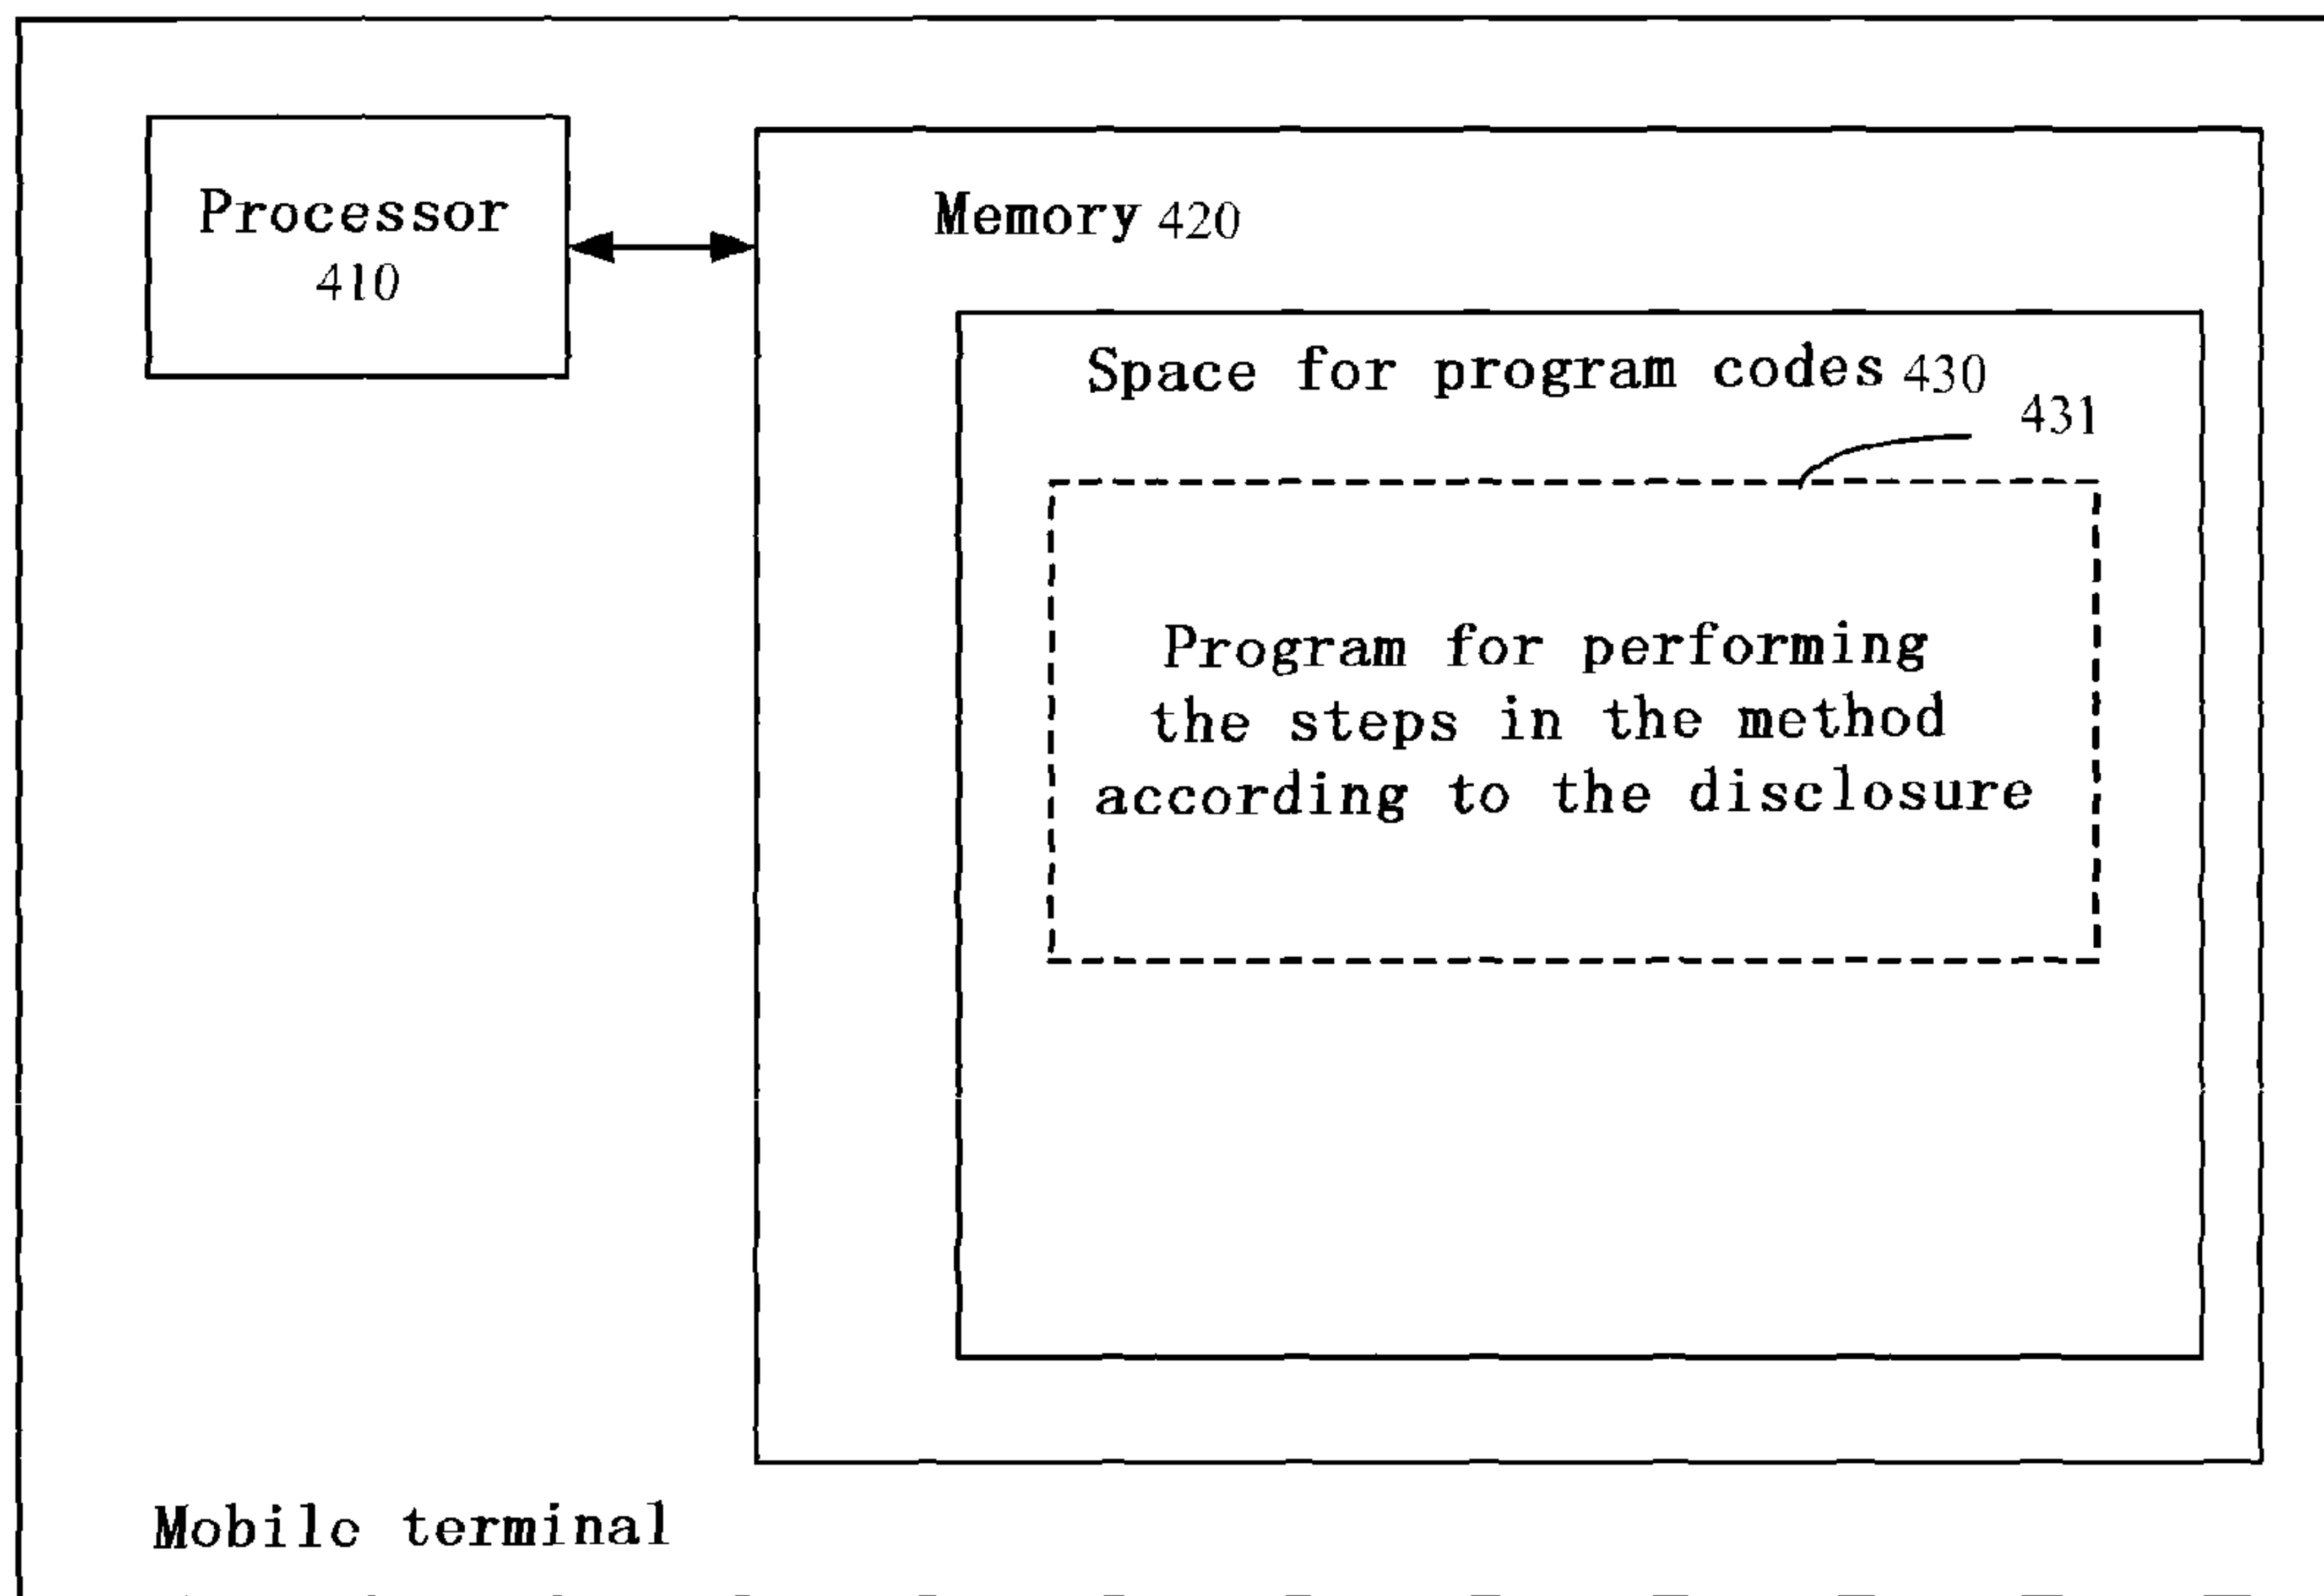 Processor
410
Memory 420
Space for program codes 430
431
Program for performing
the steps in the method
according to the disclosure
Mobile terminal